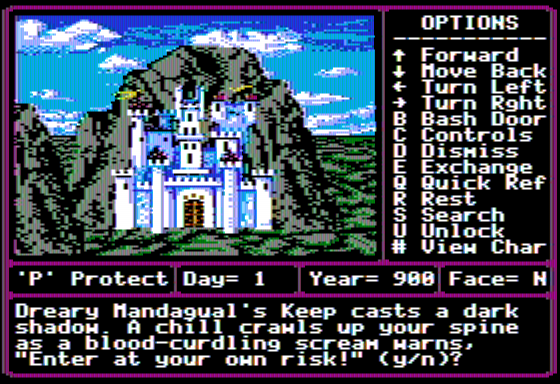 OPTIONS
------------
↑ Forward
↓ Move Back
← Turn Left
→ Turn Rght
B Bash Door
C Controls
D Dismiss
E Exchange
Q Quick Ref
R Rest
S Search
U Unlock
# View Char
'P' Protect Day= 1 Year= 900 Face= N
Dreary Mandagual's Keep casts a dark
shadow. A chill crawls up your spine
as a blood-curdling scream warns,
"Enter at your own risk!" (y/n)?